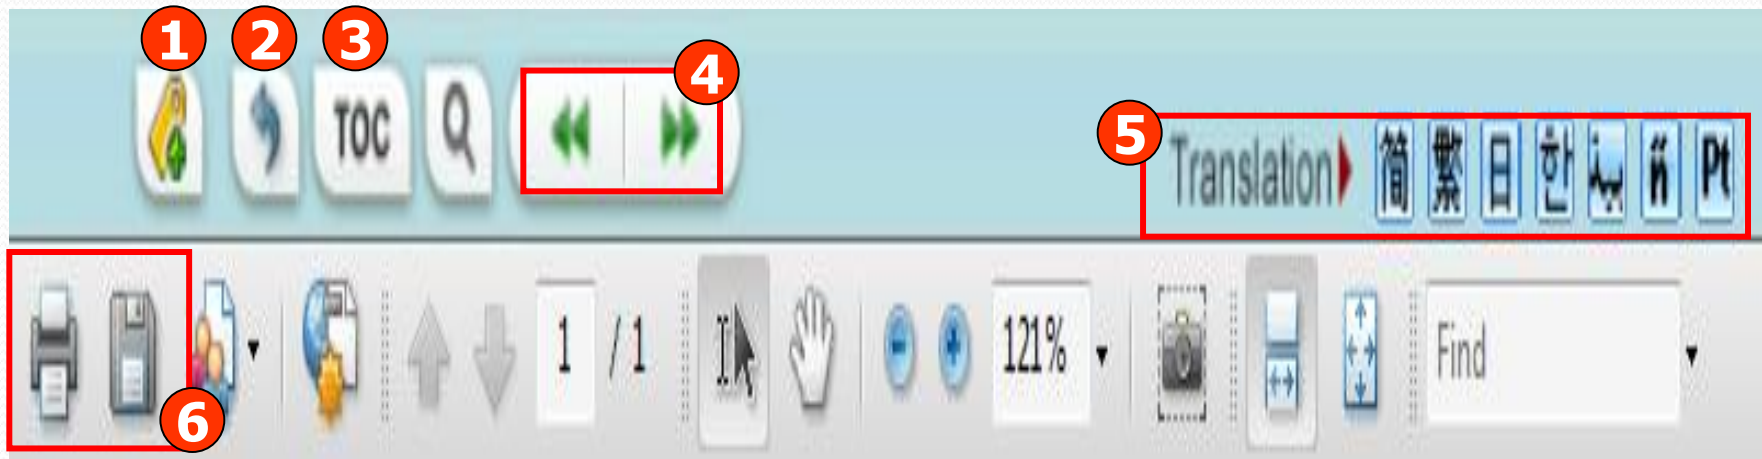 1 2 3 4
TOC
5 Translation 简 繁 日 한 ñ Pt
1 / 1 121% Find
6